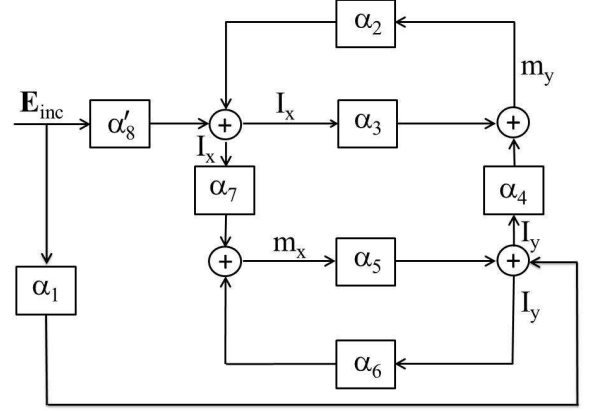 α₂
m_y
E_inc
α′₈
+
I_x
α₃
+
I_x
α₇
α₄
I_y
+
m_x
α₅
+
α₁
I_y
α₆